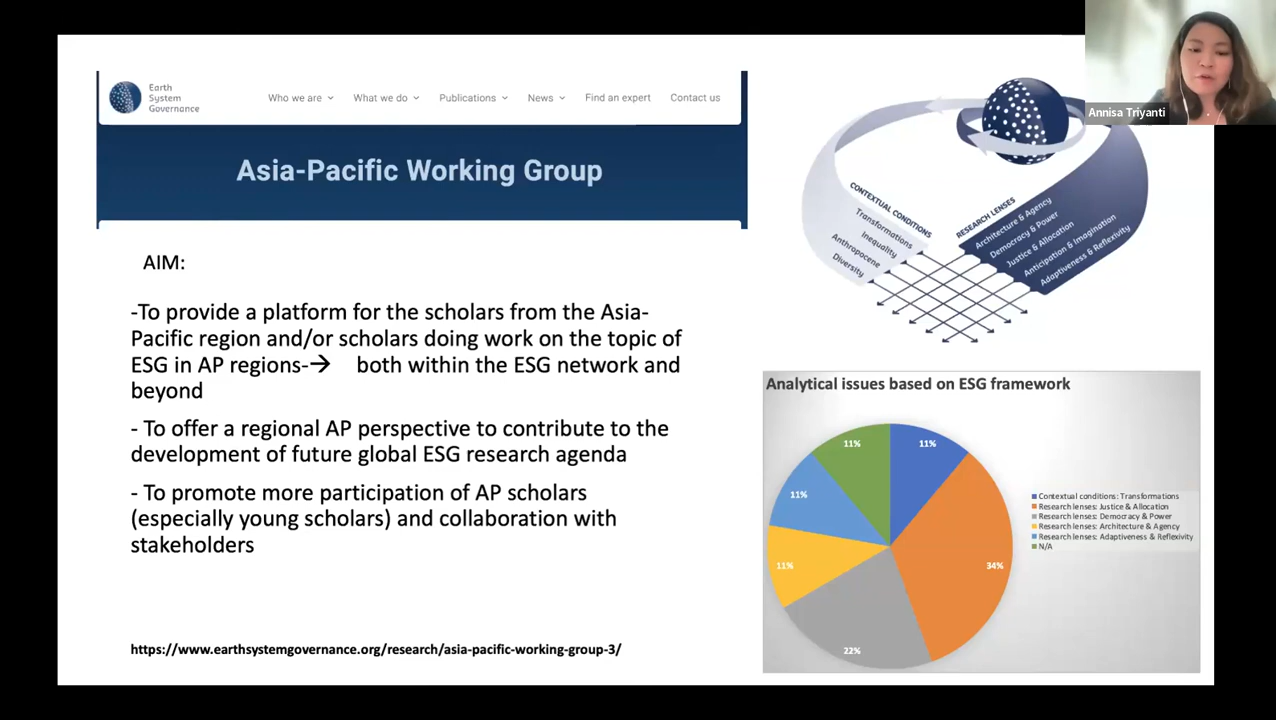 Earth
System
Governance
Who we are
What we do
Publications
News
Find an expert
Contact us
Asia-Pacific Working Group
AIM:
-To provide a platform for the scholars from the Asia-
Pacific region and/or scholars doing work on the topic of
ESG in AP regions-→ both within the ESG network and
beyond
- To offer a regional AP perspective to contribute to the
development of future global ESG research agenda
- To promote more participation of AP scholars
(especially young scholars) and collaboration with
stakeholders
https://www.earthsystemgovernance.org/research/asia-pacific-working-group-3/
Annisa Triyanti
CONTEXTUAL CONDITIONS
Transformations
Inequality
Anthropocene
Diversity
RESEARCH LENSES
Architecture & Agency
Democracy & Power
Justice & Allocation
Anticipation & Imagination
Adaptiveness & Reflexivity
Analytical issues based on ESG framework
11%
11%
11%
11%
34%
22%
Contextual conditions: Transformations
Research lenses: Justice & Allocation
Research lenses: Democracy & Power
Research lenses: Architecture & Agency
Research lenses: Adaptiveness & Reflexivity
N/A